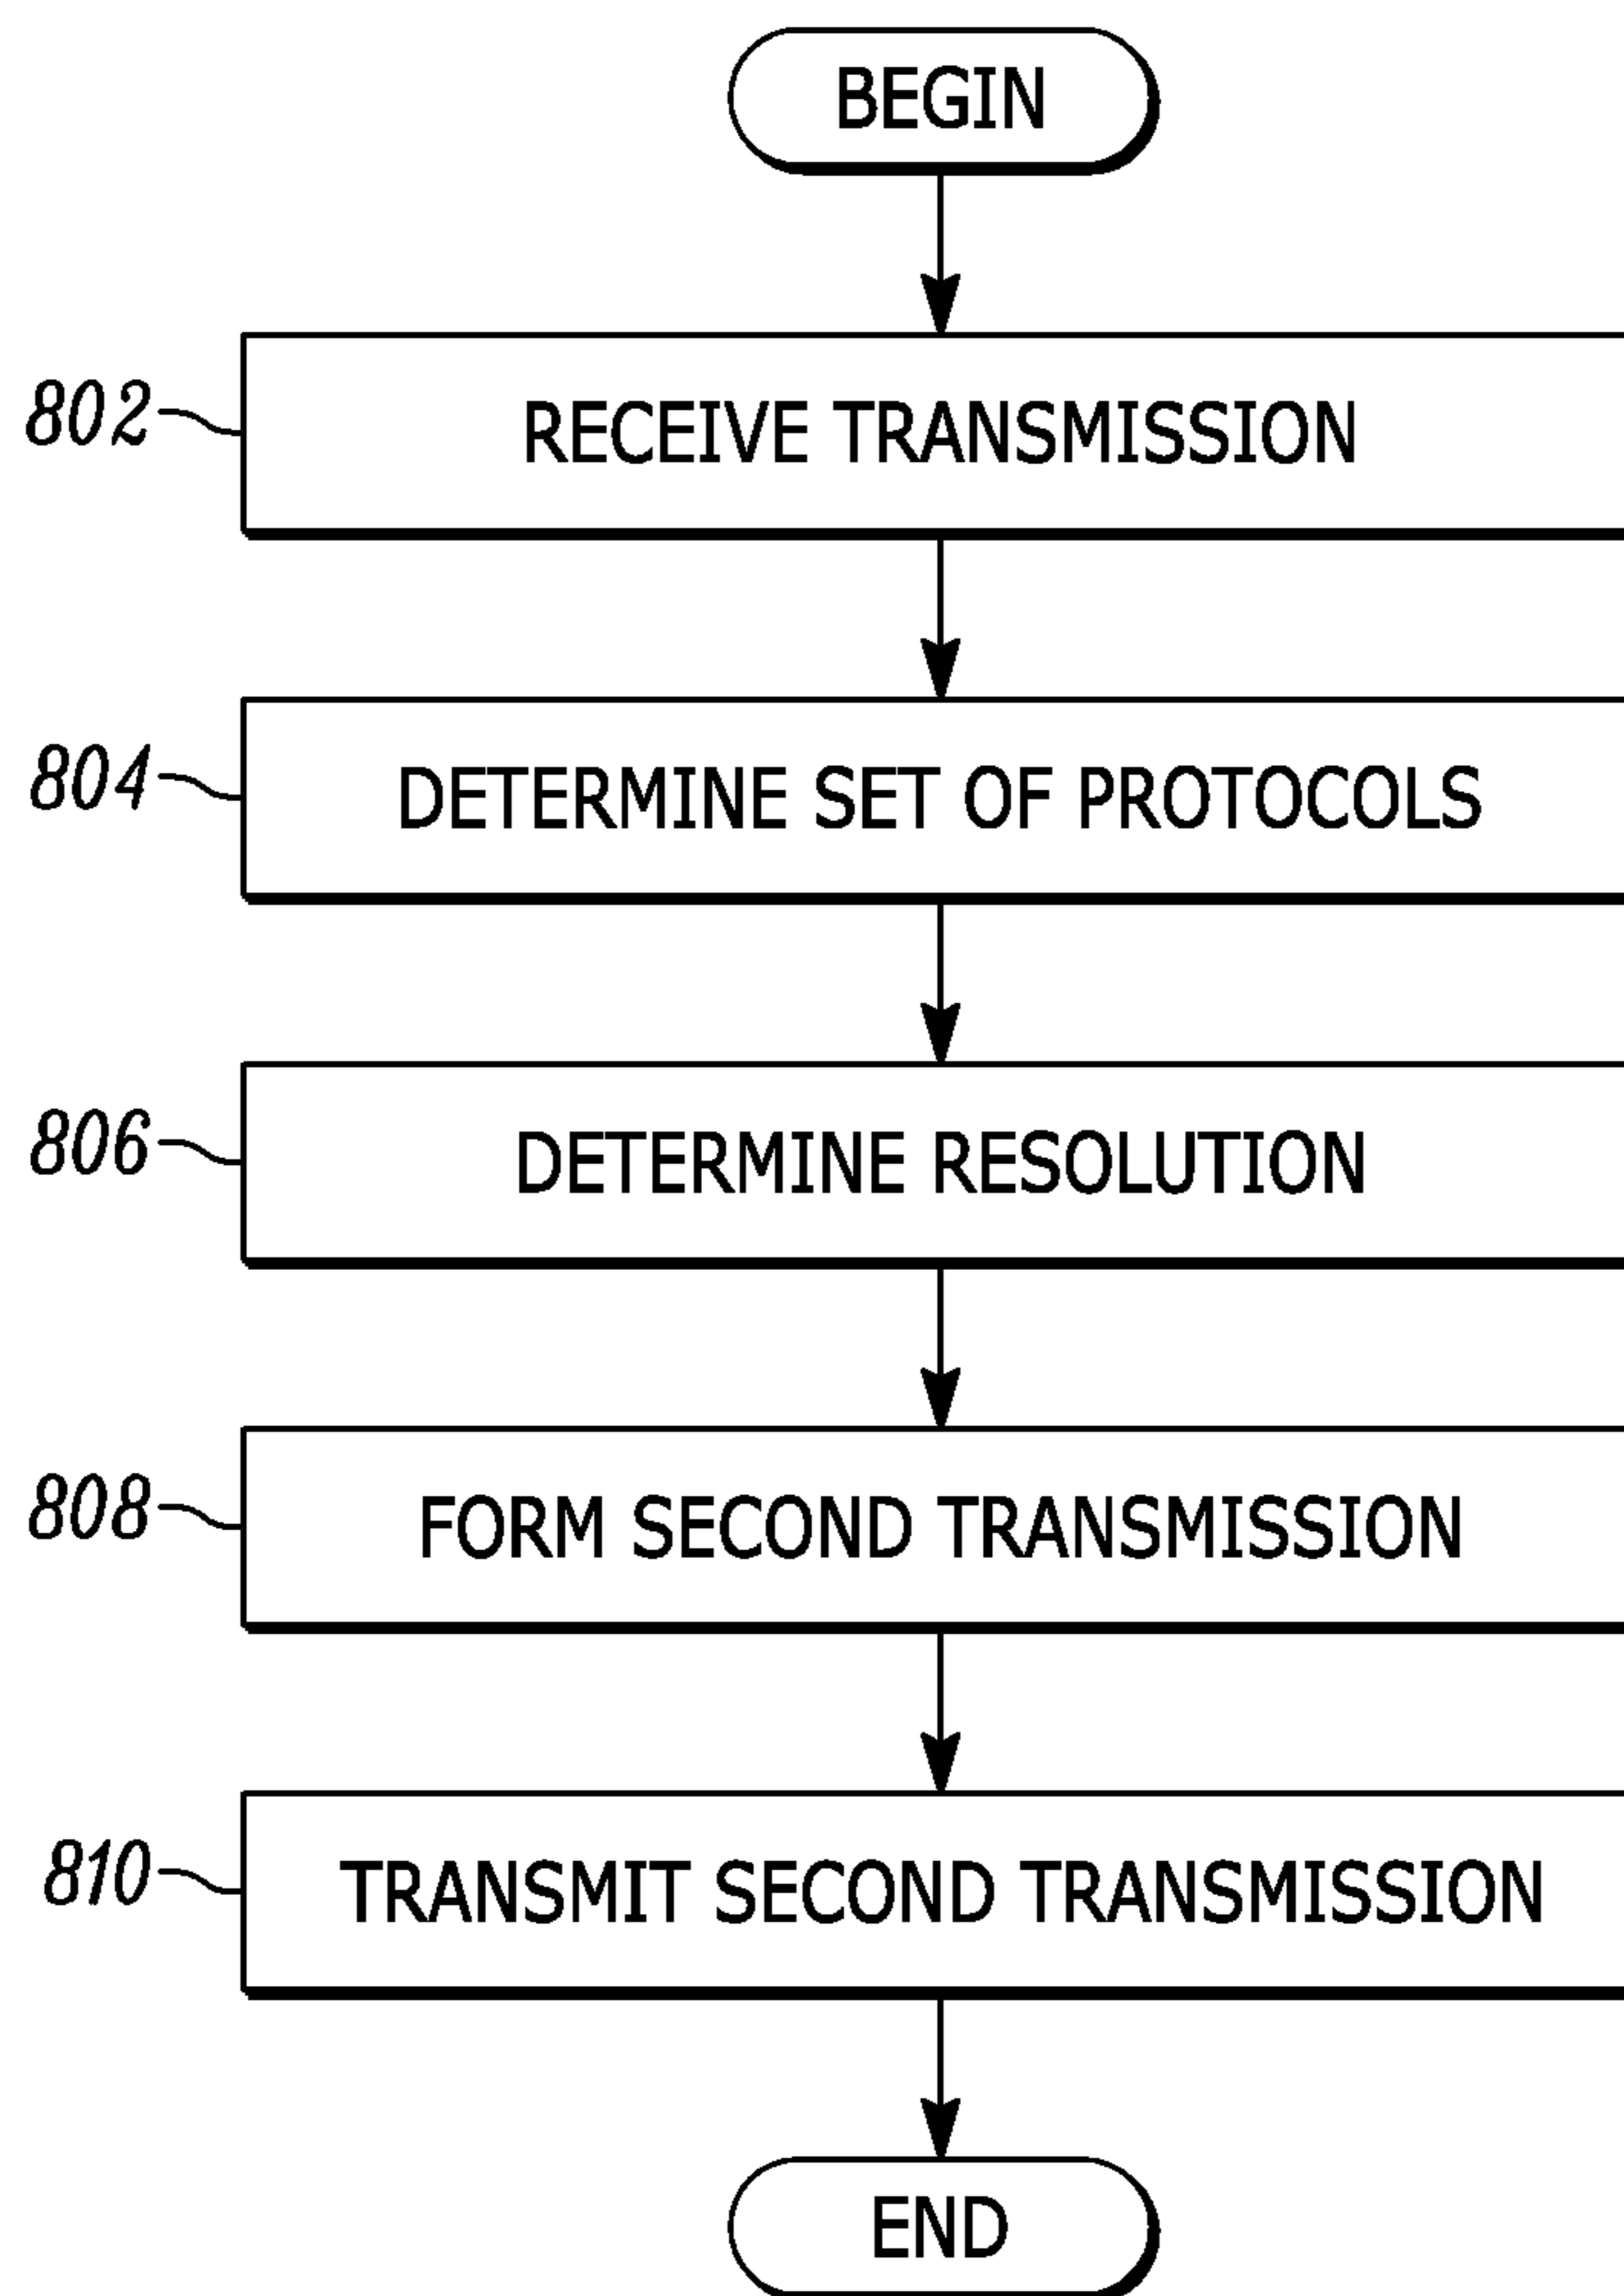 BEGIN
802 RECEIVE TRANSMISSION
804 DETERMINE SET OF PROTOCOLS
806 DETERMINE RESOLUTION
808 FORM SECOND TRANSMISSION
810 TRANSMIT SECOND TRANSMISSION
END